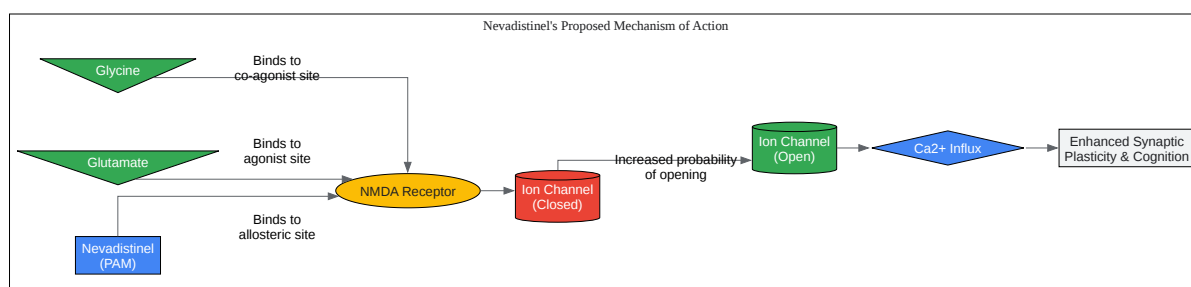 Nevadistinel's Proposed Mechanism of Action
Glycine
Binds to
co-agonist site
Glutamate
Binds to
agonist site
Nevadistinel
(PAM)
Binds to
allosteric site
NMDA Receptor
Ion Channel
(Closed)
Increased probability
of opening
Ion Channel
(Open)
Ca2+ Influx
Enhanced Synaptic
Plasticity & Cognition